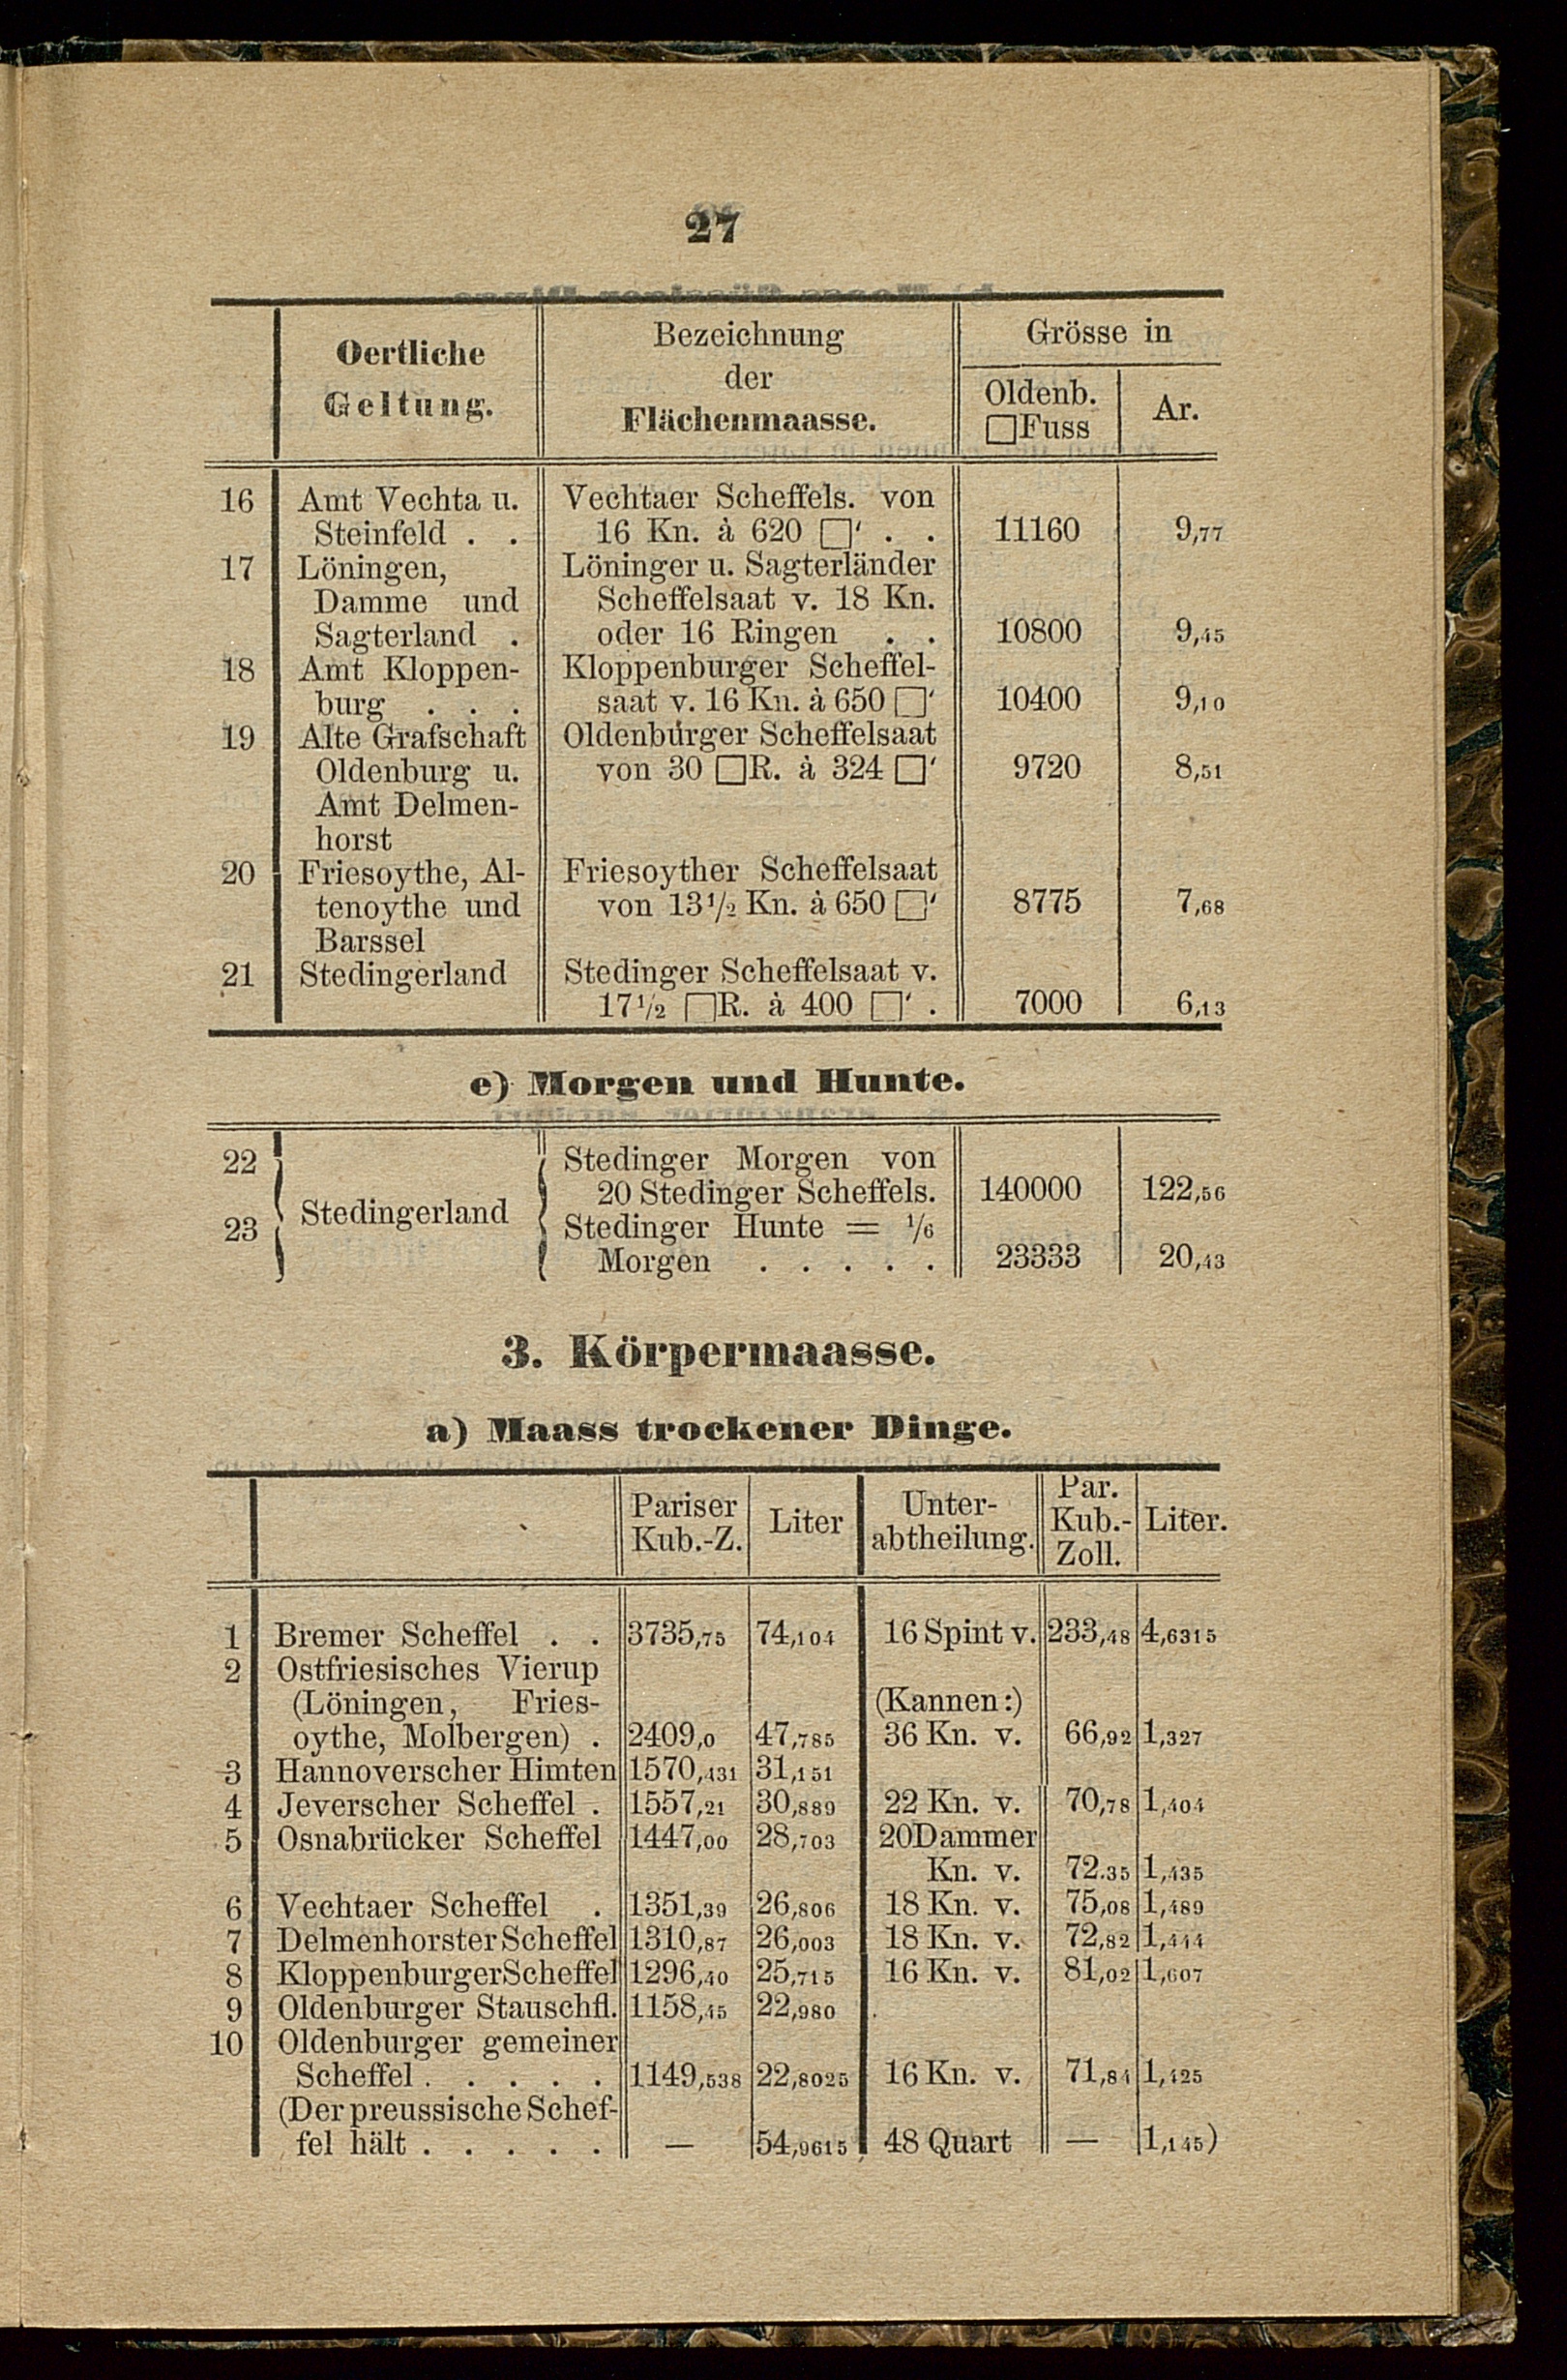 27
Oertliche Geltung. | Bezeichnung der Flächenmaasse. | Grösse in
Oldenb. □Fuss | Ar.
16 Amt Vechta u. | Vechtaer Scheffels. von
Steinfeld . . | 16 Kn. à 620 □′ . . | 11160 | 9,77
17 Löningen, | Löninger u. Sagterländer
Damme und | Scheffelsaat v. 18 Kn.
Sagterland . | oder 16 Ringen . . | 10800 | 9,45
18 Amt Kloppen- | Kloppenburger Scheffel-
burg . . . | saat v. 16 Kn. à 650 □′ | 10400 | 9,10
19 Alte Grafschaft | Oldenburger Scheffelsaat
Oldenburg u. | von 30 □R. à 324 □′ | 9720 | 8,51
Amt Delmen-
horst
20 Friesoythe, Al- | Friesoyther Scheffelsaat
tenoythe und | von 13½ Kn. à 650 □′ | 8775 | 7,68
Barssel
21 Stedingerland | Stedinger Scheffelsaat v.
17½ □R. à 400 □′ . | 7000 | 6,13
e) Morgen und Hunte.
22 | Stedinger Morgen von
20 Stedinger Scheffels. | 140000 | 122,56
Stedingerland
23 | Stedinger Hunte = 1/6
Morgen . . . . . | 23333 | 20,43
3. Körpermaasse.
a) Maass trockener Dinge.
Pariser Kub.-Z. | Liter | Unter-abtheilung. | Par. Kub.-Zoll. | Liter.
1 Bremer Scheffel . . | 3735,75 | 74,104 | 16 Spint v. | 233,48 | 4,6315
2 Ostfriesisches Vierup
(Löningen, Fries- | (Kannen:)
oythe, Molbergen) . | 2409,0 | 47,785 | 36 Kn. v. | 66,92 | 1,327
3 Hannoverscher Himten | 1570,431 | 31,151
4 Jeverscher Scheffel . | 1557,21 | 30,889 | 22 Kn. v. | 70,78 | 1,404
5 Osnabrücker Scheffel | 1447,00 | 28,703 | 20 Dammer
Kn. v. | 72.35 | 1,435
6 Vechtaer Scheffel . | 1351,39 | 26,806 | 18 Kn. v. | 75,08 | 1,489
7 Delmenhorster Scheffel | 1310,87 | 26,003 | 18 Kn. v. | 72,82 | 1,444
8 Kloppenburger Scheffel | 1296,40 | 25,715 | 16 Kn. v. | 81,02 | 1,607
9 Oldenburger Stauschfl. | 1158,45 | 22,980
10 Oldenburger gemeiner
Scheffel . . . . . | 1149,538 | 22,8025 | 16 Kn. v. | 71,84 | 1,425
(Der preussische Schef-
fel hält . . . . . | — | 54,9615 | 48 Quart | — | 1,145)